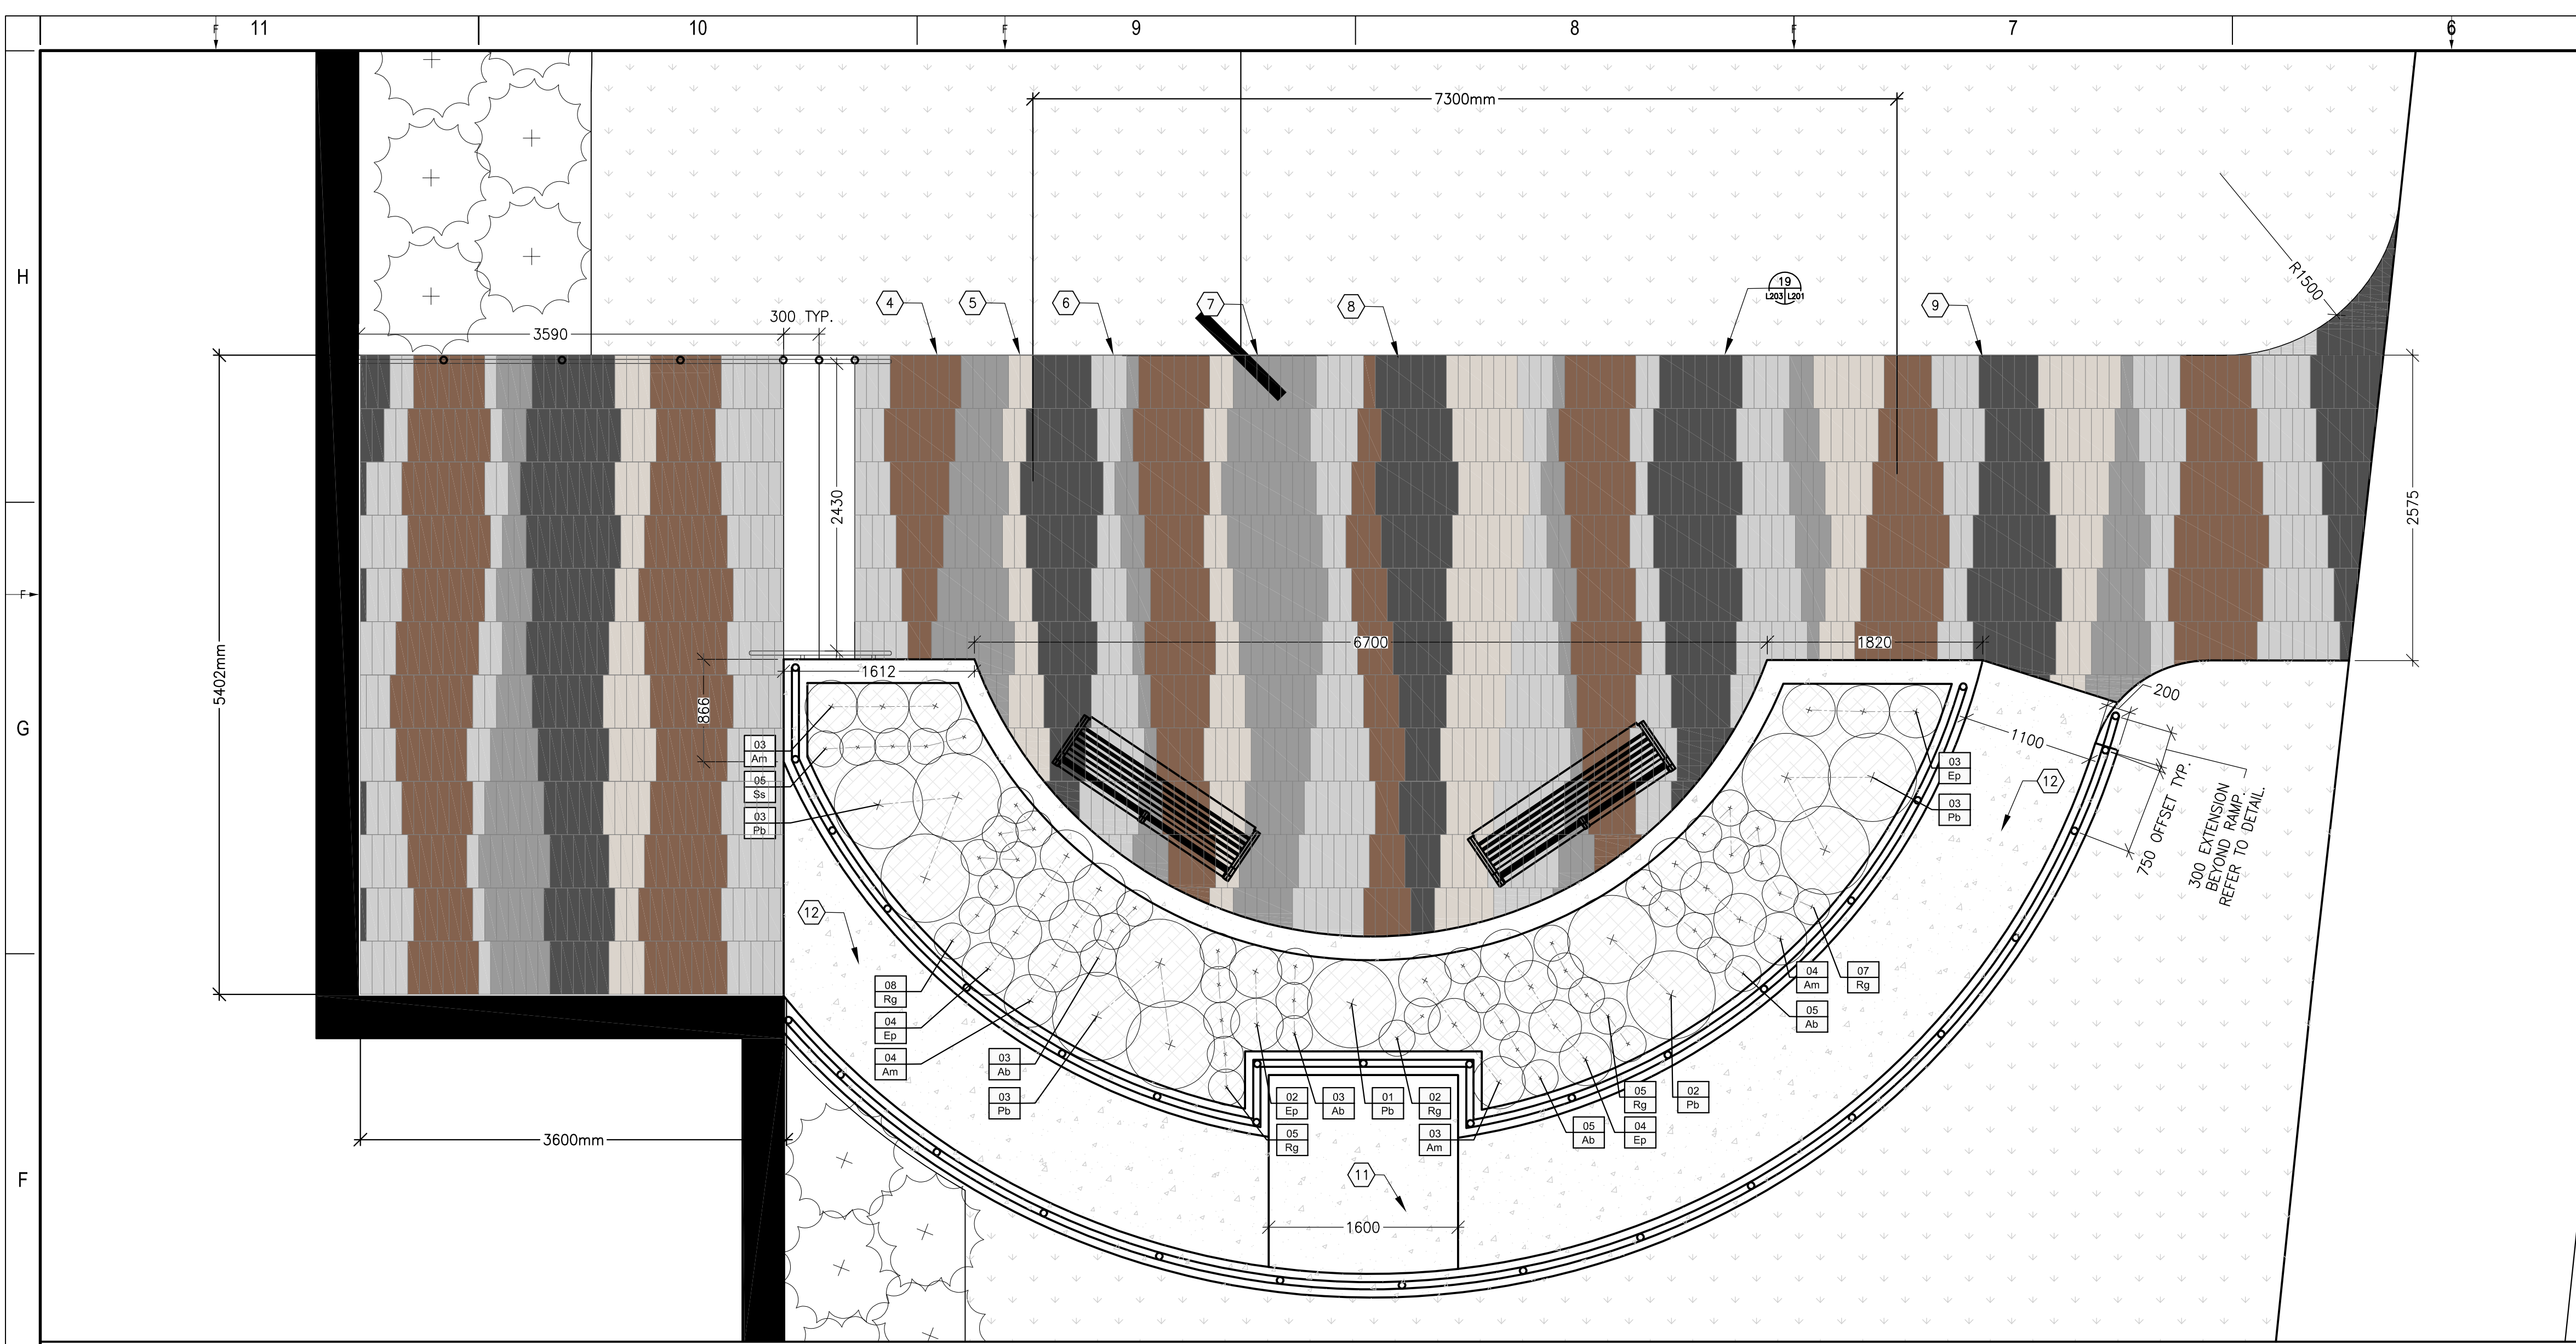 11
10
9
8
7
6
F
F
F
F
H
G
F
F
7300mm
R1500
19
L203 L201
4
5
6
7
8
9
300 TYP.
3590
2430
5402mm
2575
6700
1820
1612
866
200
1100
750 OFFSET TYP.
300 EXTENSION
BEYOND RAMP.
REFER TO DETAIL.
12
12
11
1600
3600mm
03
Am
05
Ss
03
Pb
03
Ep
03
Pb
08
Rg
04
Ep
04
Am
03
Ab
03
Pb
02
Ep
03
Ab
01
Pb
02
Rg
05
Rg
03
Am
05
Ab
05
Rg
04
Ep
02
Pb
04
Am
07
Rg
05
Ab